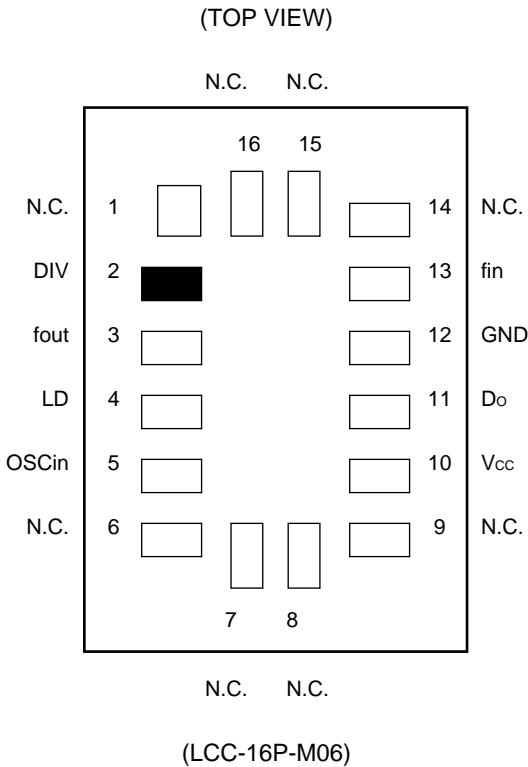 (TOP VIEW)
N.C. N.C.
16 15
N.C. 1 14 N.C.
DIV 2 13 fin
fout 3 12 GND
LD 4 11 Do
OSCin 5 10 Vcc
N.C. 6 9 N.C.
7 8
N.C. N.C.
(LCC-16P-M06)